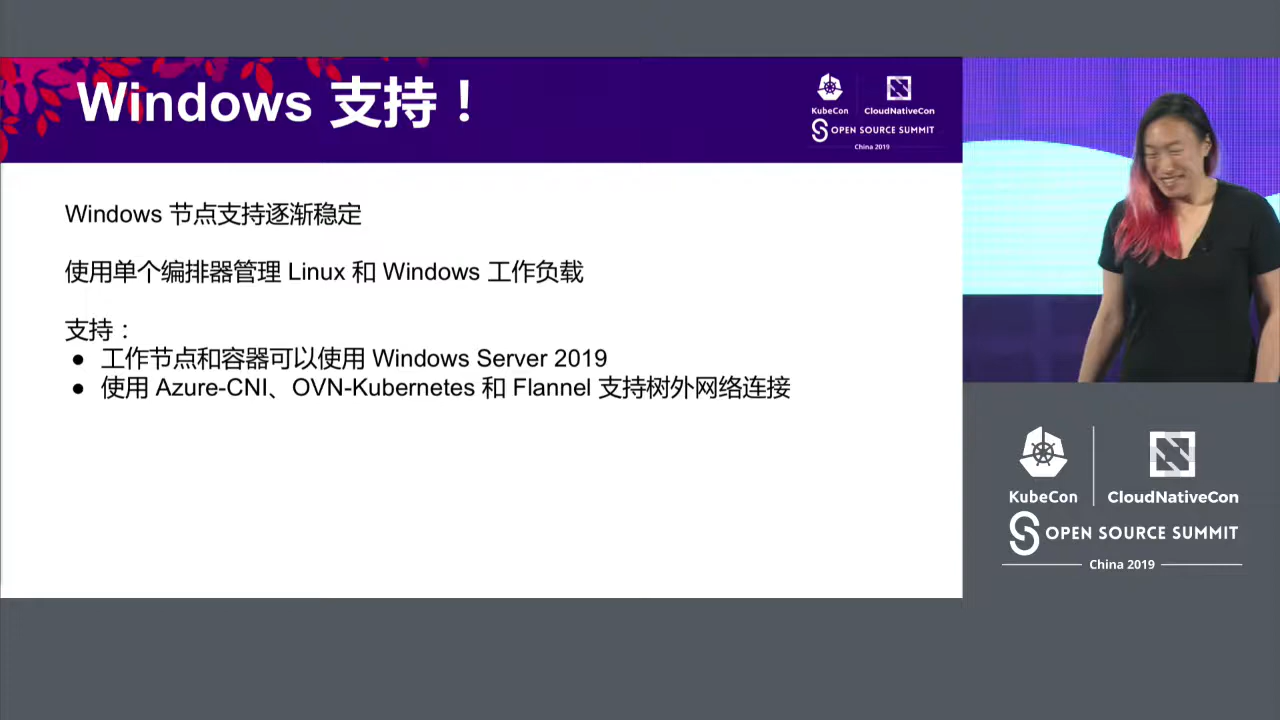 Windows 支持！
KubeCon
CloudNativeCon
OPEN SOURCE SUMMIT
China 2019
Windows 节点支持逐渐稳定
使用单个编排器管理 Linux 和 Windows 工作负载
支持：
● 工作节点和容器可以使用 Windows Server 2019
● 使用 Azure-CNI、OVN-Kubernetes 和 Flannel 支持树外网络连接
KubeCon
CloudNativeCon
OPEN SOURCE SUMMIT
China 2019